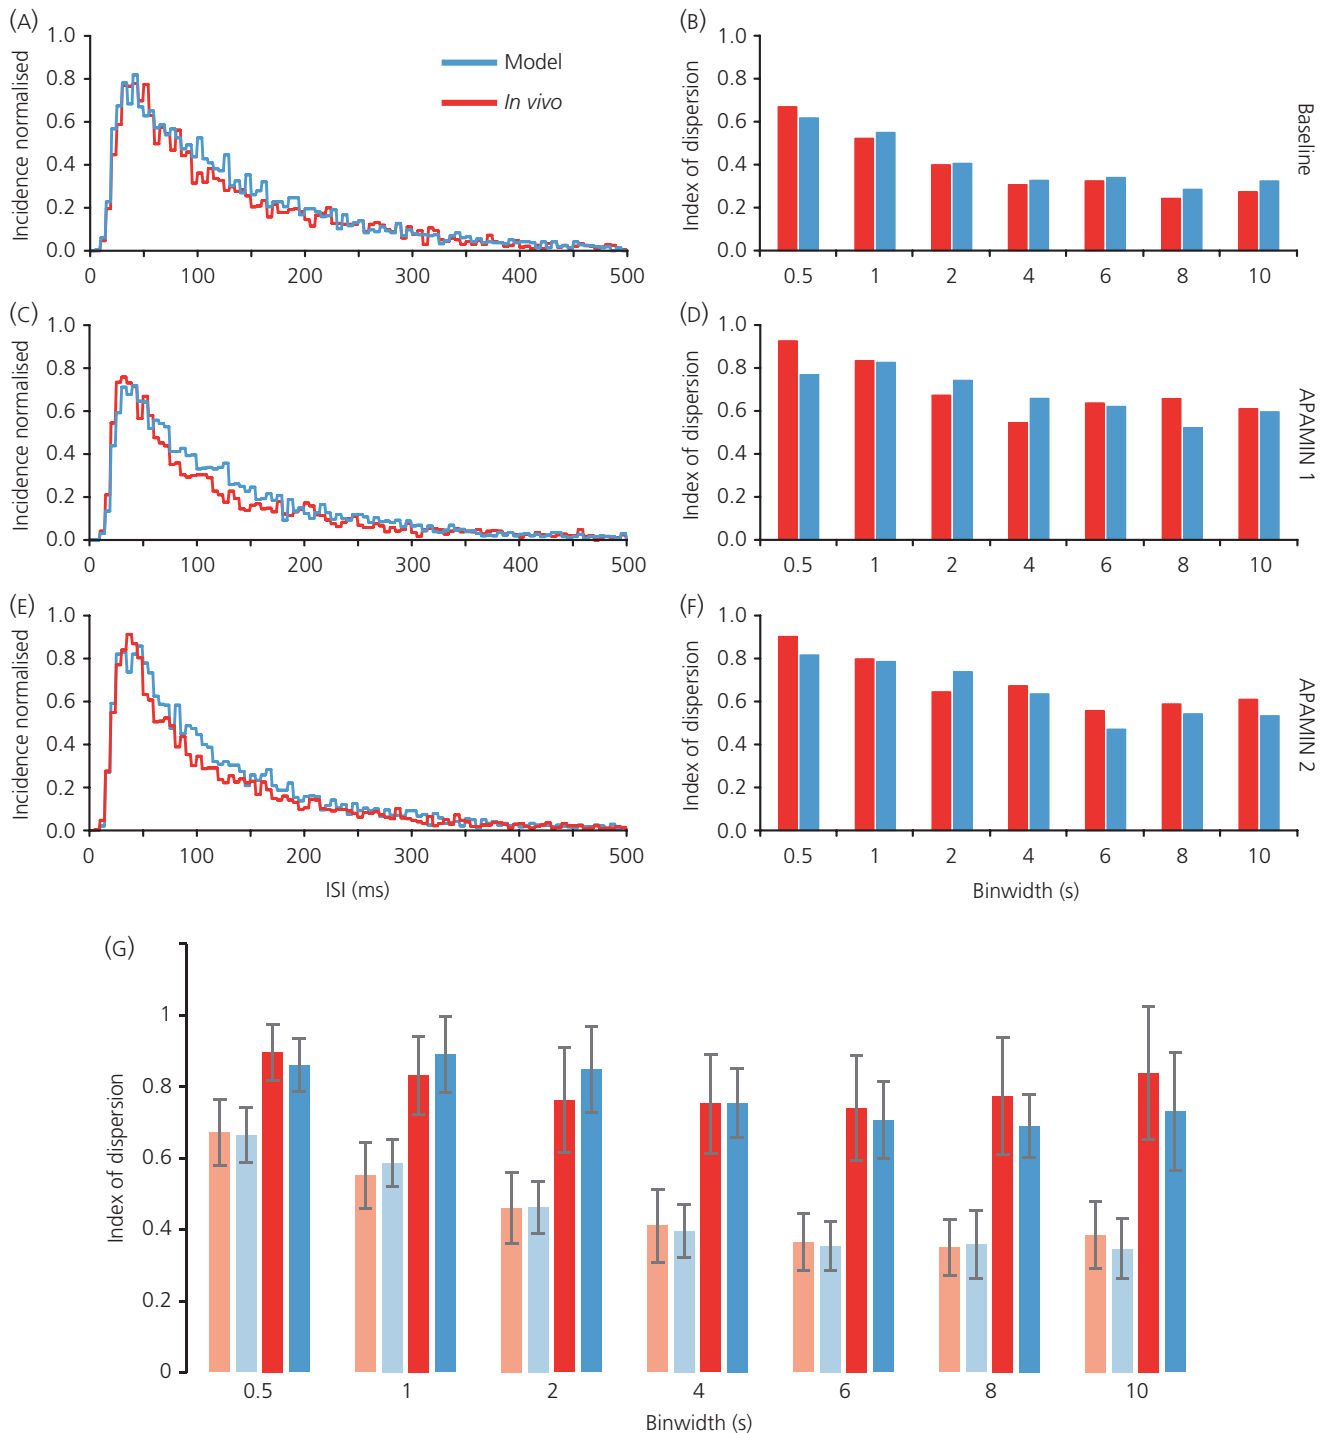 (A)
Incidence normalised
1.0
0.8
0.6
0.4
0.2
0.0
0 100 200 300 400 500
Model
In vivo
(B)
Index of dispersion
1.0
0.8
0.6
0.4
0.2
0.0
0.5 1 2 4 6 8 10
Baseline
(C)
Incidence normalised
1.0
0.8
0.6
0.4
0.2
0.0
0 100 200 300 400 500
(D)
Index of dispersion
1.0
0.8
0.6
0.4
0.2
0.0
0.5 1 2 4 6 8 10
APAMIN 1
(E)
Incidence normalised
1.0
0.8
0.6
0.4
0.2
0.0
0 100 200 300 400 500
ISI (ms)
(F)
Index of dispersion
1.0
0.8
0.6
0.4
0.2
0.0
0.5 1 2 4 6 8 10
Binwidth (s)
APAMIN 2
(G)
Index of dispersion
1
0.8
0.6
0.4
0.2
0
0.5 1 2 4 6 8 10
Binwidth (s)